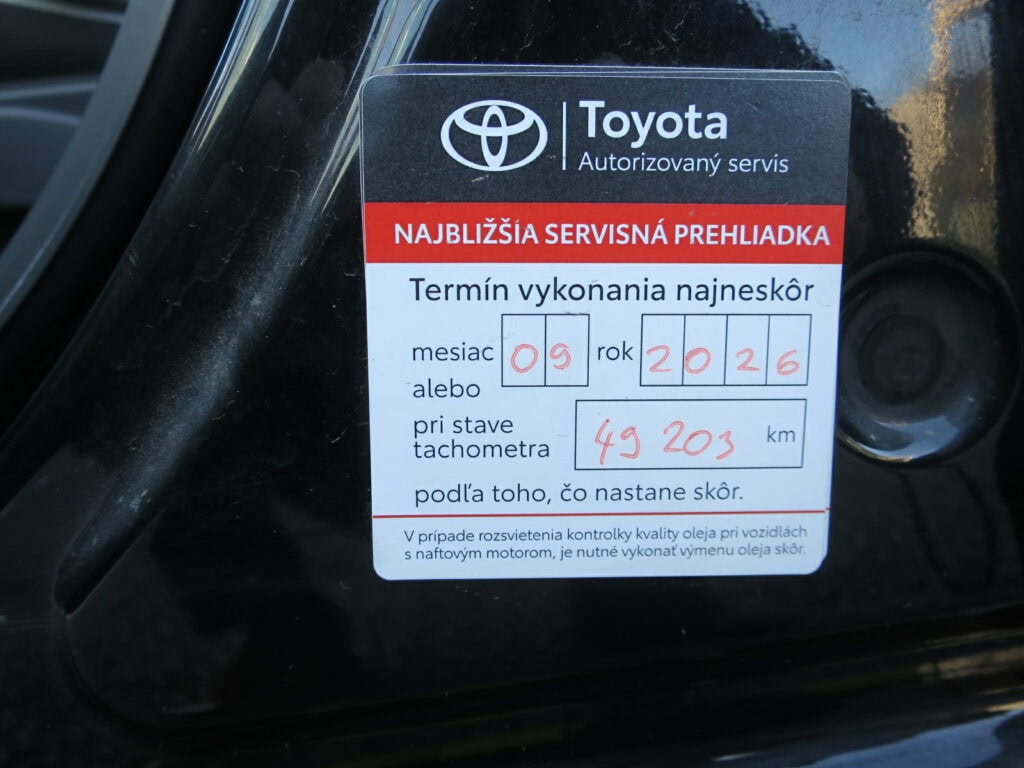 Toyota
Autorizovaný servis
NAJBLIŽŠIA SERVISNÁ PREHLIADKA
Termín vykonania najneskôr
mesiac 09 rok 2026
alebo
pri stave
tachometra 49 203 km
podľa toho, čo nastane skôr.
V prípade rozsvietenia kontrolky kvality oleja pri vozidlách
s naftovým motorom, je nutné vykonať výmenu oleja skôr.